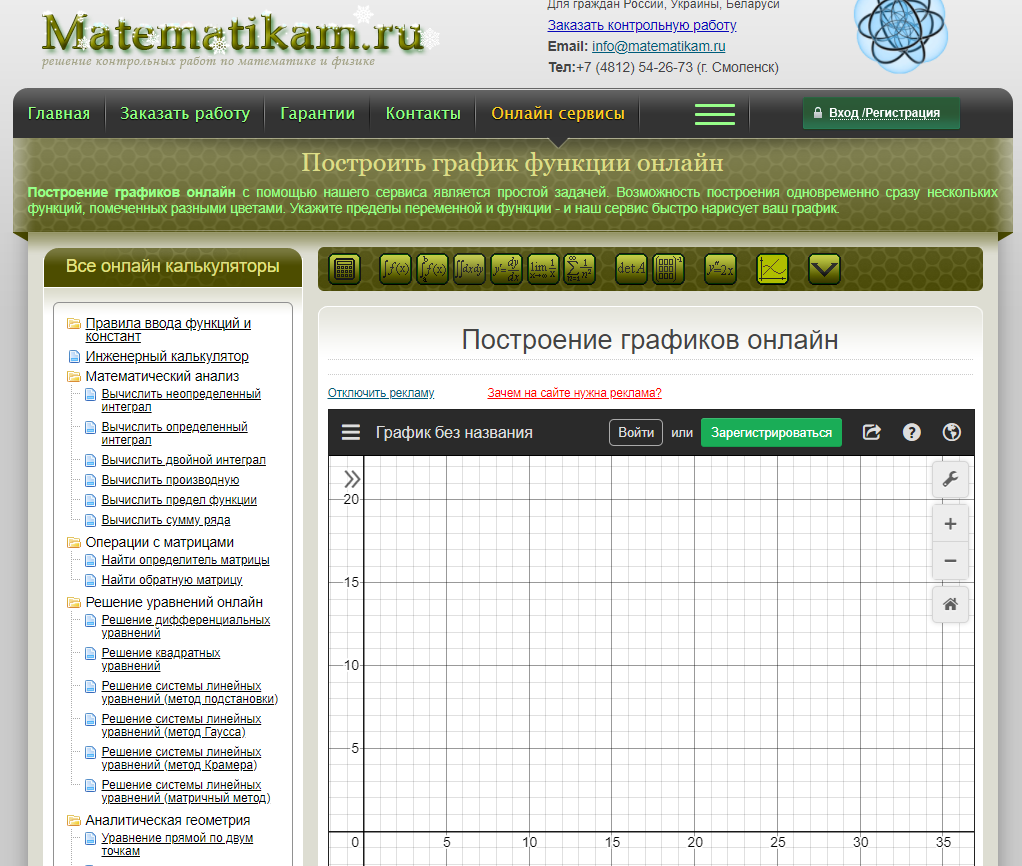 Для граждан России, Украины, Беларуси
Matematikam.ru
решение контрольных работ по математике и физике
Заказать контрольную работу
Email: info@matematikam.ru
Тел:+7 (4812) 54-26-73 (г. Смоленск)
Главная
Заказать работу
Гарантии
Контакты
Онлайн сервисы
Вход /Регистрация
Построить график функции онлайн
Построение графиков онлайн с помощью нашего сервиса является простой задачей. Возможность построения одновременно сразу нескольких
функций, помеченных разными цветами. Укажите пределы переменной и функции - и наш сервис быстро нарисует ваш график.
Все онлайн калькуляторы
Правила ввода функций и
констант
Инженерный калькулятор
Математический анализ
Вычислить неопределенный
интеграл
Вычислить определенный
интеграл
Вычислить двойной интеграл
Вычислить производную
Вычислить предел функции
Вычислить сумму ряда
Операции с матрицами
Найти определитель матрицы
Найти обратную матрицу
Решение уравнений онлайн
Решение дифференциальных
уравнений
Решение квадратных
уравнений
Решение системы линейных
уравнений (метод подстановки)
Решение системы линейных
уравнений (метод Гаусса)
Решение системы линейных
уравнений (метод Крамера)
Решение системы линейных
уравнений (матричный метод)
Аналитическая геометрия
Уравнение прямой по двум
точкам
∫f(x)
∫f(x)
∬dxdy
y'=dy/dx
lim 1/x
∑ 1/n²
detA
y''=2x
Построение графиков онлайн
Отключить рекламу
Зачем на сайте нужна реклама?
График без названия
Войти
или
Зарегистрироваться
20
15
10
5
0
5
10
15
20
25
30
35